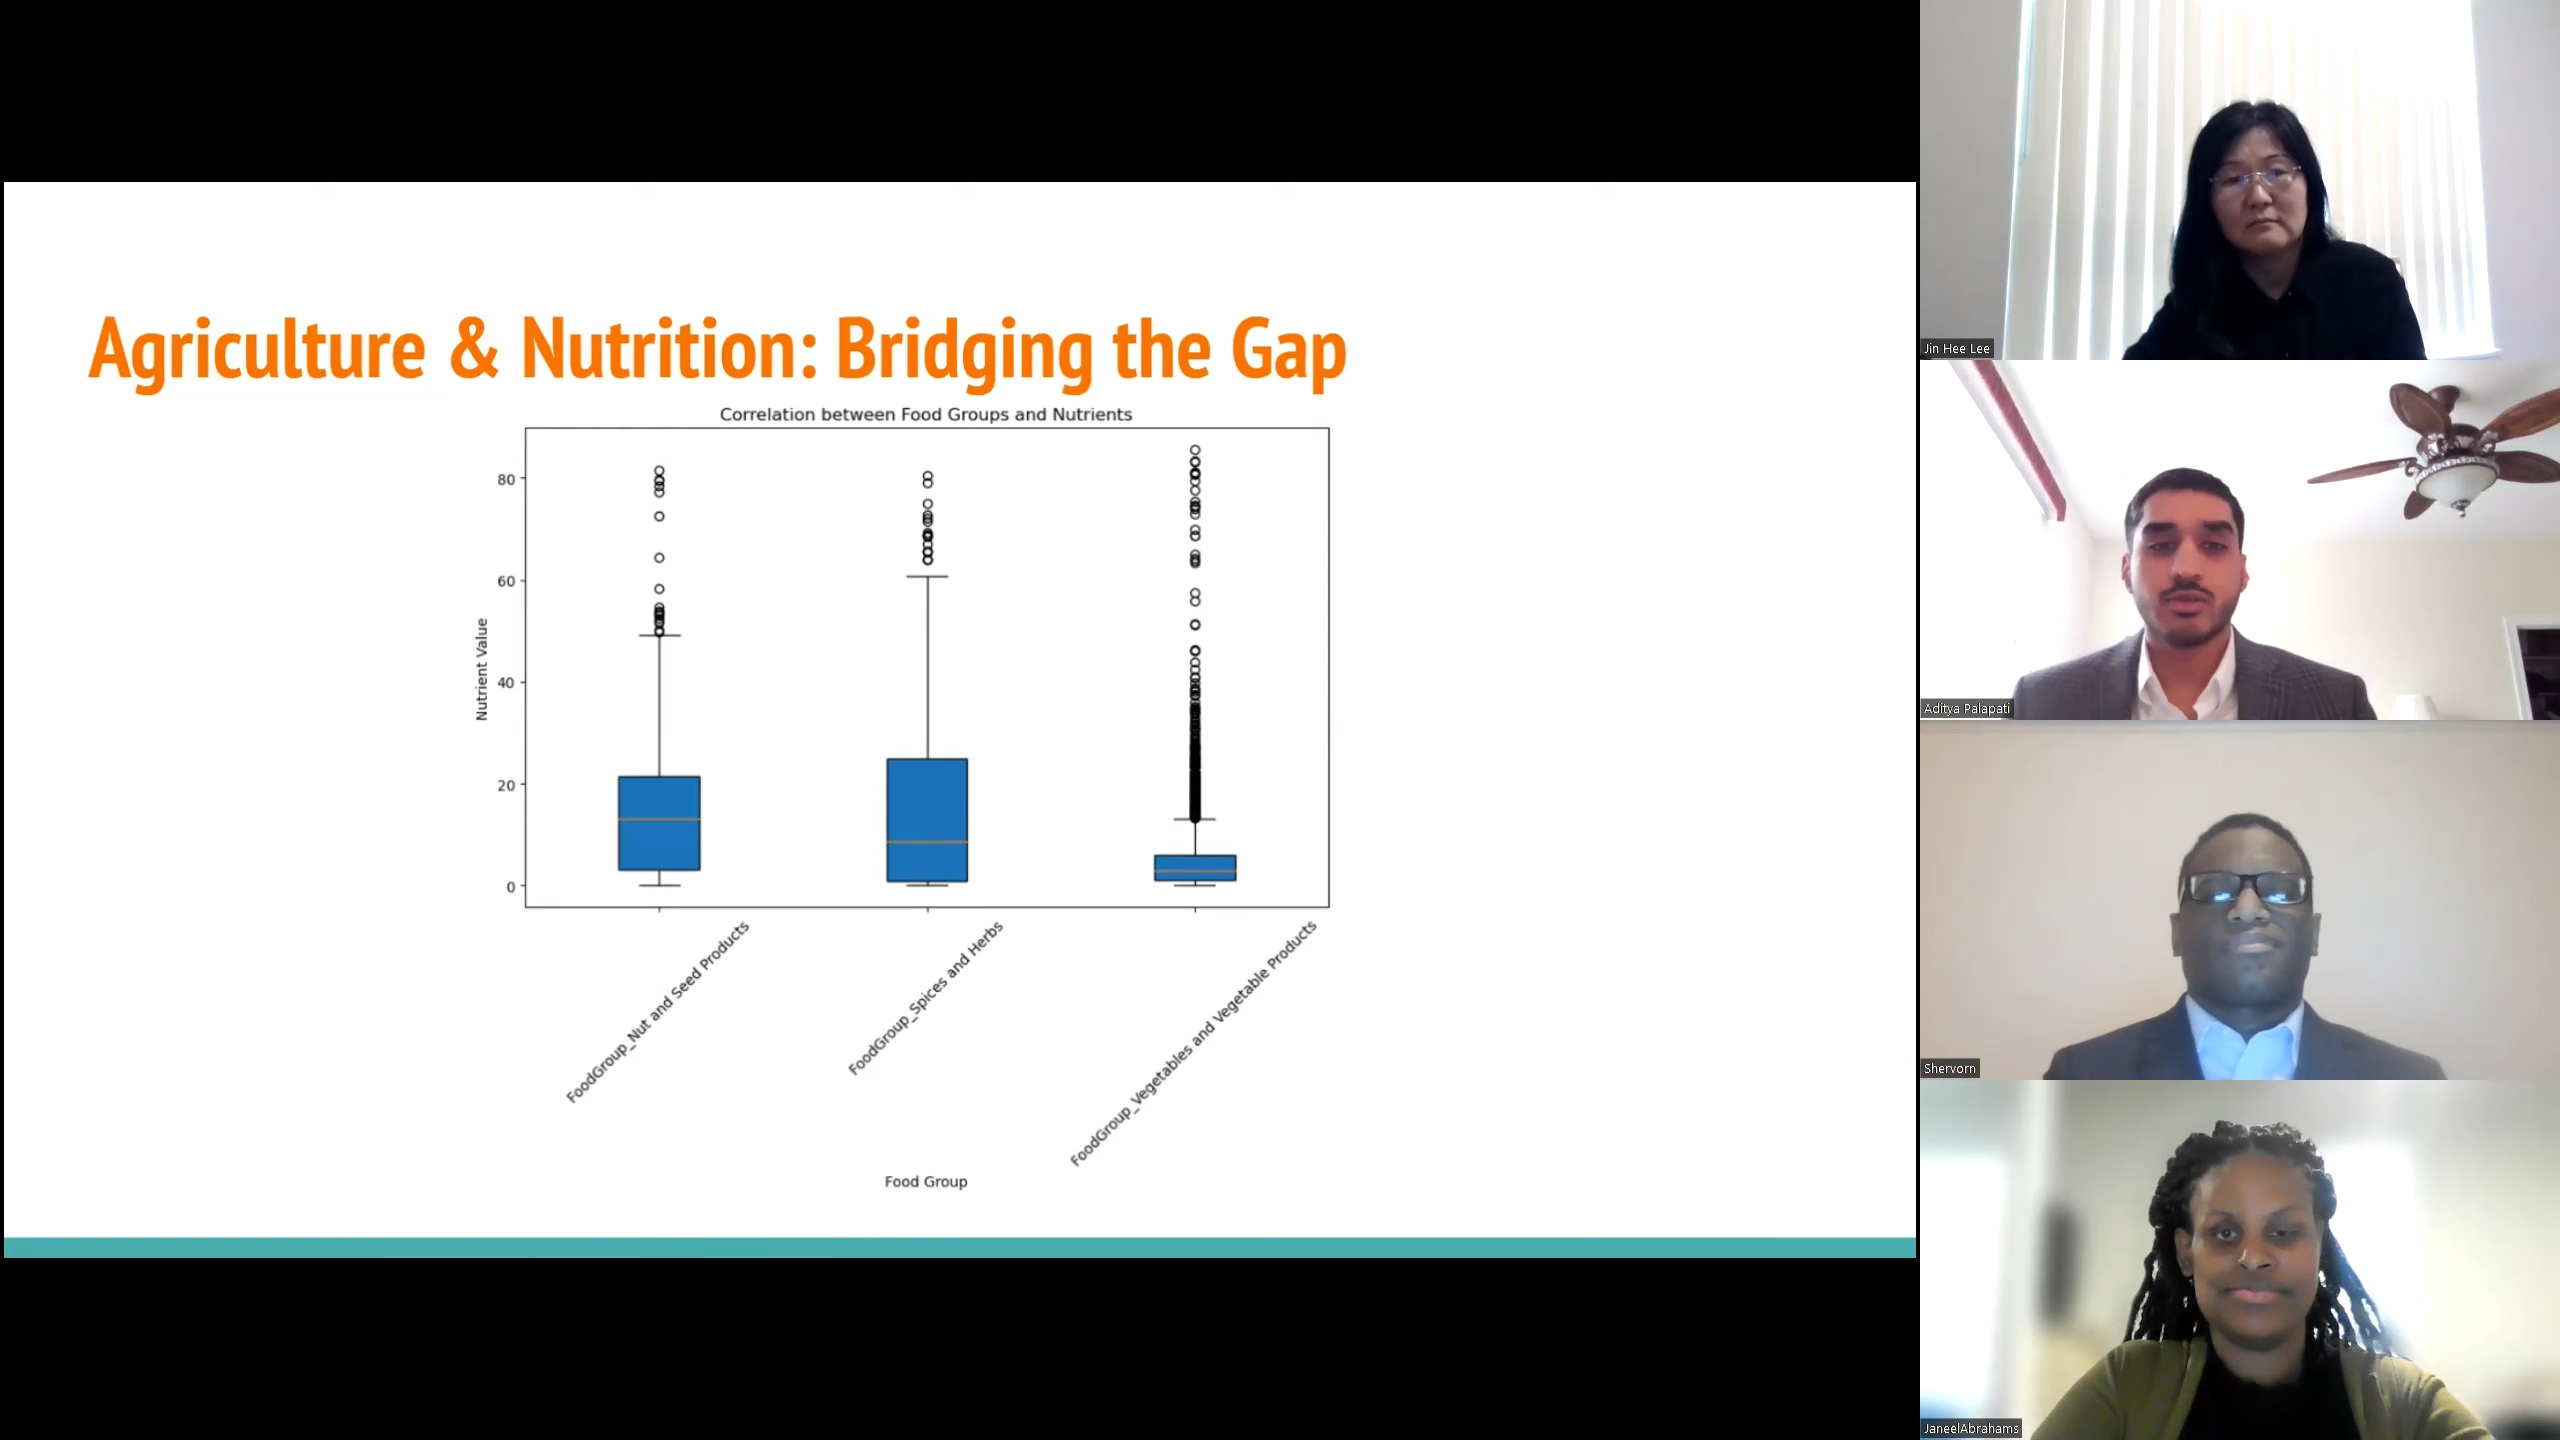 Agriculture & Nutrition: Bridging the Gap
Correlation between Food Groups and Nutrients
80
60
40
20
0
Nutrient Value
FoodGroup_Nut and Seed Products
FoodGroup_Spices and Herbs
FoodGroup_Vegetables and Vegetable Products
Food Group
Jin Hee Lee
Aditya Palapati
Shervorn
JaneelAbrahams